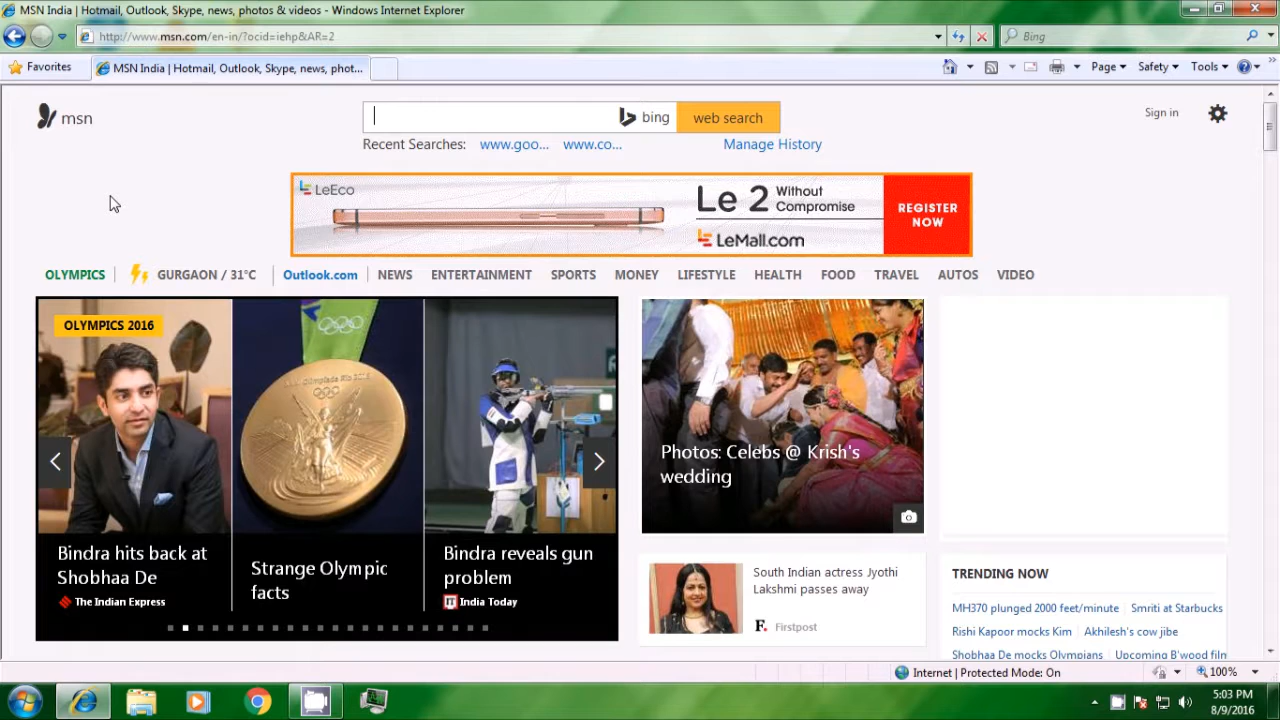 MSN India | Hotmail, Outlook, Skype, news, photos & videos - Windows Internet Explorer
http://www.msn.com/en-in/?ocid=iehp&AR=2
Bing
Favorites
MSN India | Hotmail, Outlook, Skype, news, phot...
Page
Safety
Tools
msn
bing
web search
Sign in
Recent Searches: www.goo... www.co... Manage History
LeEco
Le 2 Without Compromise
LeMall.com
REGISTER NOW
OLYMPICS GURGAON / 31°C Outlook.com NEWS ENTERTAINMENT SPORTS MONEY LIFESTYLE HEALTH FOOD TRAVEL AUTOS VIDEO
OLYMPICS 2016
Bindra hits back at
Shobhaa De
The Indian Express
Strange Olympic
facts
Bindra reveals gun
problem
India Today
Photos: Celebs @ Krish's
wedding
South Indian actress Jyothi
Lakshmi passes away
F. Firstpost
TRENDING NOW
MH370 plunged 2000 feet/minute Smriti at Starbucks
Rishi Kapoor mocks Kim Akhilesh's cow jibe
Shobhaa De mocks Olympians Upcoming B'wood film
Internet | Protected Mode: On
100%
5:03 PM
8/9/2016